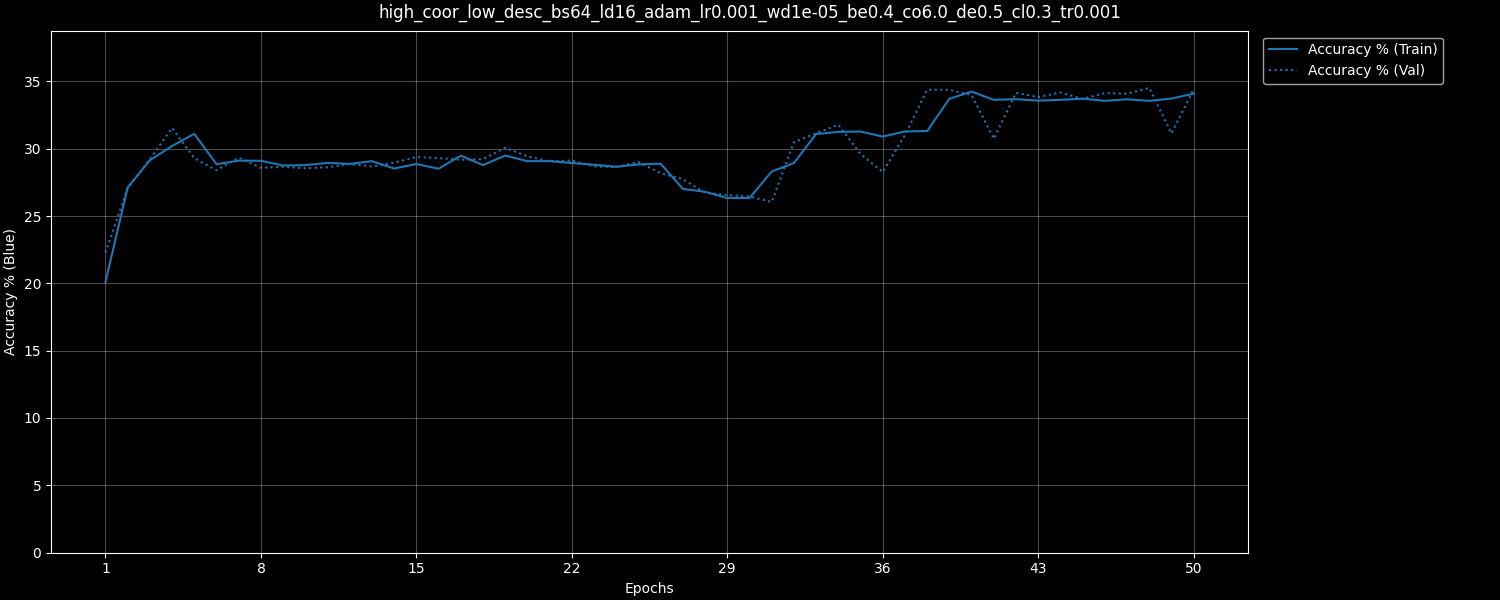 high_coor_low_desc_bs64_ld16_adam_lr0.001_wd1e-05_be0.4_co6.0_de0.5_cl0.3_tr0.001
Accuracy % (Train)
Accuracy % (Val)
Accuracy % (Blue)
35
30
25
20
15
10
5
0
1 8 15 22 29 36 43 50
Epochs